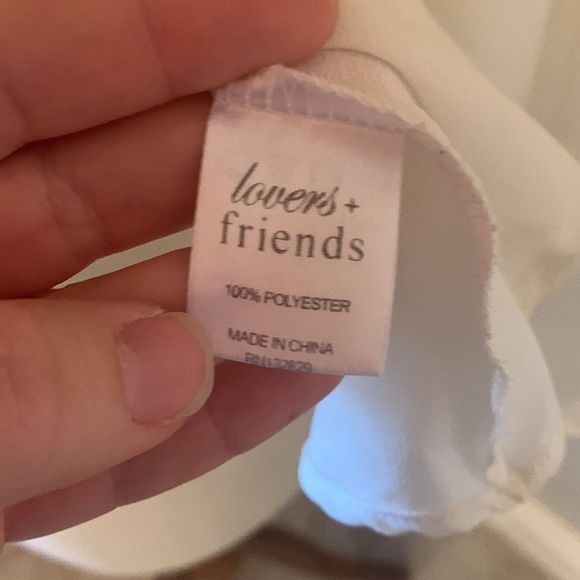 lovers +
friends
100% POLYESTER
MADE IN CHINA